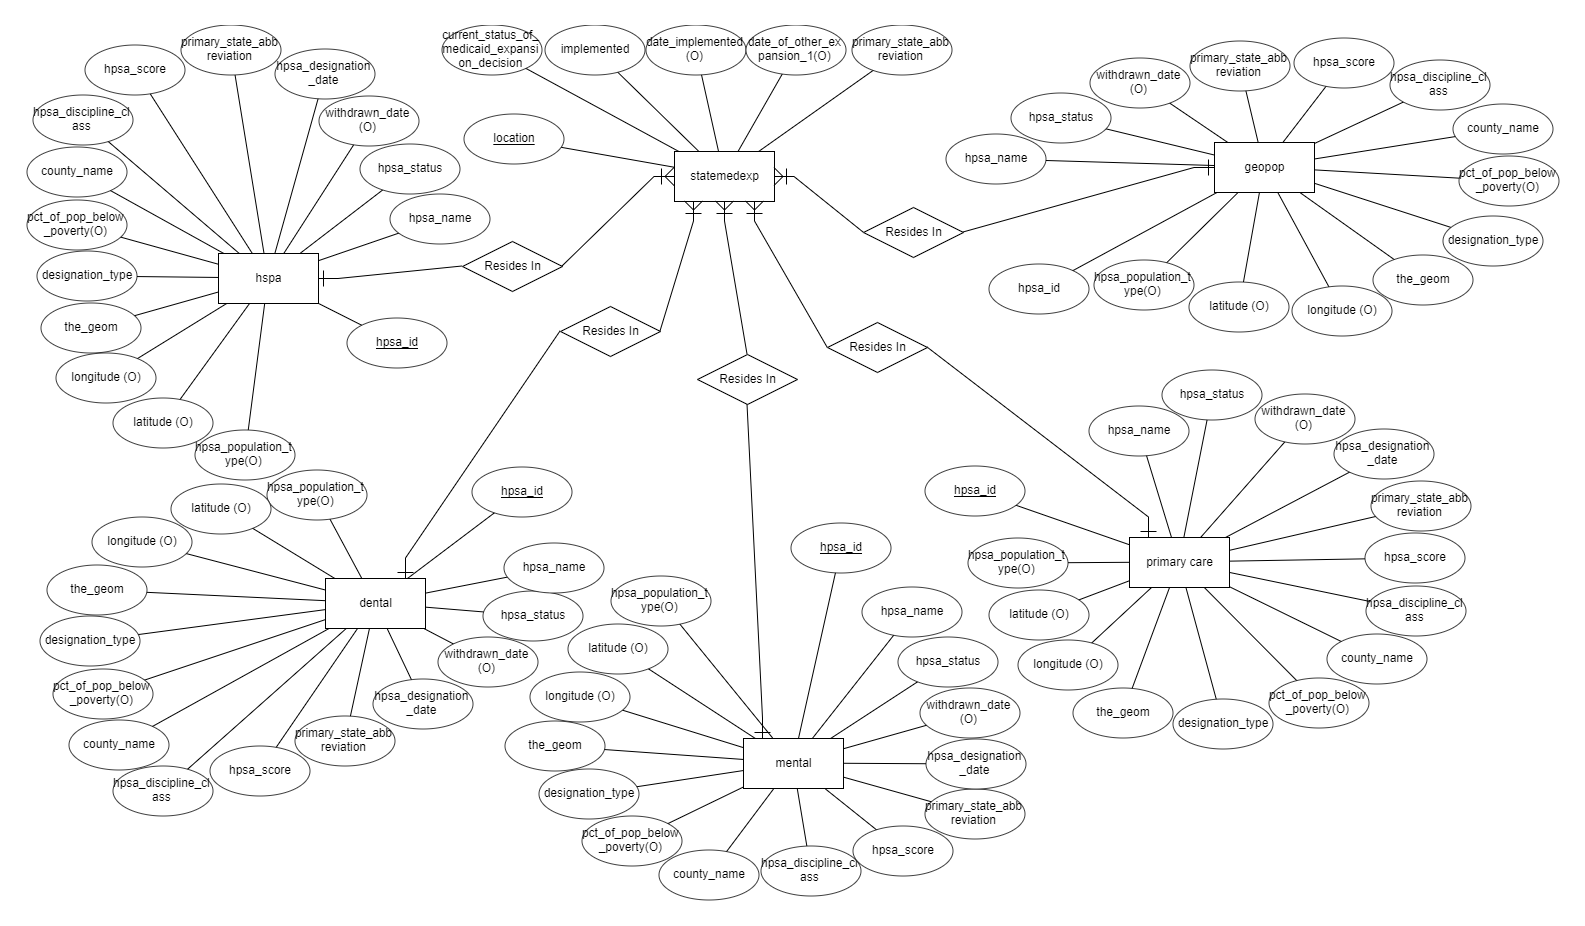 primary_state_abb
reviation
hpsa_score
hpsa_designation
_date
hpsa_discipline_cl
ass
withdrawn_date
(O)
county_name
hpsa_status
pct_of_pop_below
_poverty(O)
hpsa_name
designation_type
hspa
the_geom
hpsa_id
longitude (O)
latitude (O)
hpsa_population_t
ype(O)
Resides In
current_status_of_
medicaid_expansi
on_decision
implemented
date_implemented
(O)
date_of_other_ex
pansion_1(O)
primary_state_abb
reviation
location
statemedexp
Resides In
Resides In
Resides In
Resides In
withdrawn_date
(O)
primary_state_abb
reviation
hpsa_score
hpsa_discipline_cl
ass
hpsa_status
county_name
hpsa_name
geopop
pct_of_pop_below
_poverty(O)
designation_type
hpsa_id
hpsa_population_t
ype(O)
latitude (O)
longitude (O)
the_geom
hpsa_population_t
ype(O)
hpsa_id
latitude (O)
longitude (O)
hpsa_name
the_geom
dental
hpsa_status
designation_type
withdrawn_date
(O)
pct_of_pop_below
_poverty(O)
hpsa_designation
_date
county_name
primary_state_abb
reviation
hpsa_discipline_cl
ass
hpsa_score
hpsa_id
hpsa_population_t
ype(O)
hpsa_name
latitude (O)
hpsa_status
longitude (O)
withdrawn_date
(O)
the_geom
mental
hpsa_designation
_date
designation_type
primary_state_abb
reviation
pct_of_pop_below
_poverty(O)
hpsa_score
county_name
hpsa_discipline_cl
ass
hpsa_status
hpsa_name
withdrawn_date
(O)
hpsa_designation
_date
hpsa_id
primary_state_abb
reviation
hpsa_population_t
ype(O)
primary care
hpsa_score
latitude (O)
hpsa_discipline_cl
ass
longitude (O)
county_name
the_geom
designation_type
pct_of_pop_below
_poverty(O)